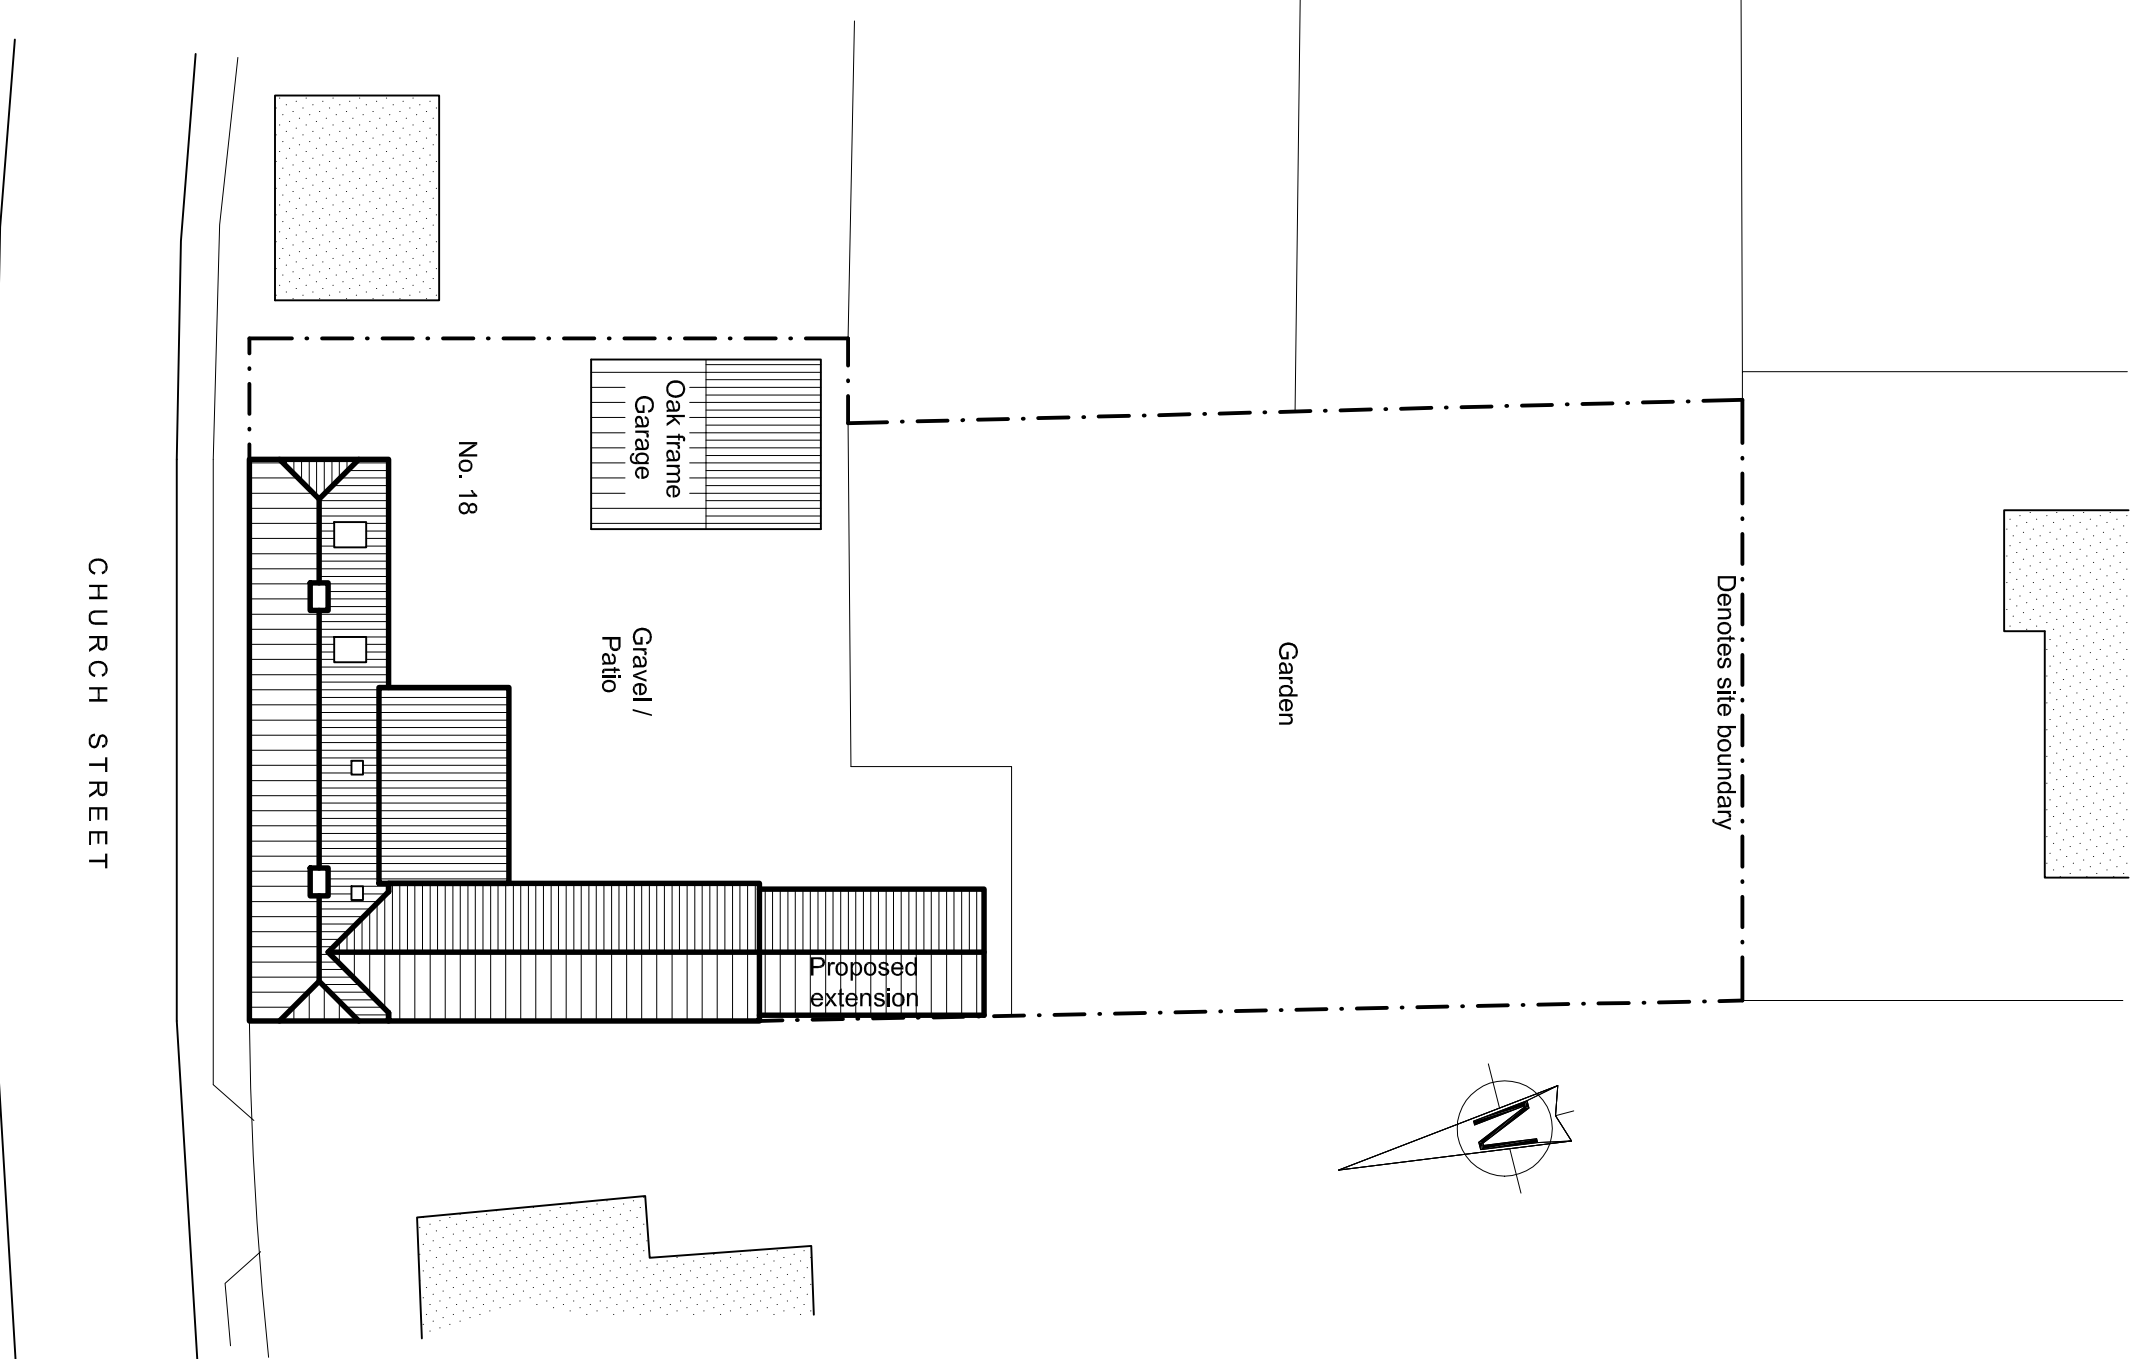 CHURCH STREET
No. 18
Oak frame
Garage
Gravel /
Patio
Proposed
extension
Garden
Denotes site boundary
N